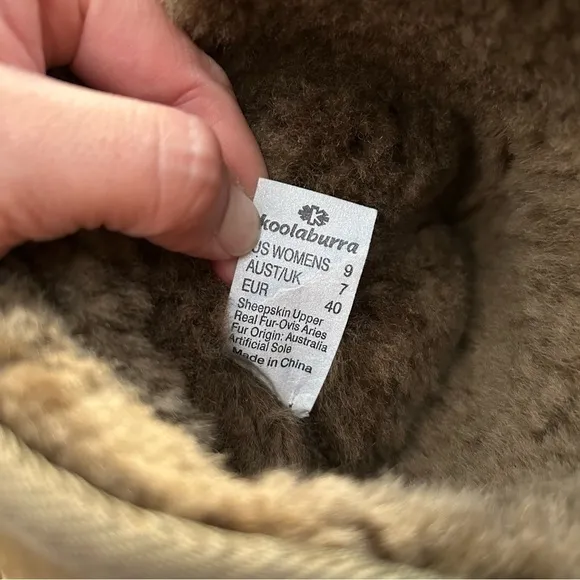 K
koolaburra
US WOMENS 9
AUST/UK 7
EUR 40
Sheepskin Upper
Real Fur-Ovis Aries
Fur Origin: Australia
Artificial Sole
Made in China